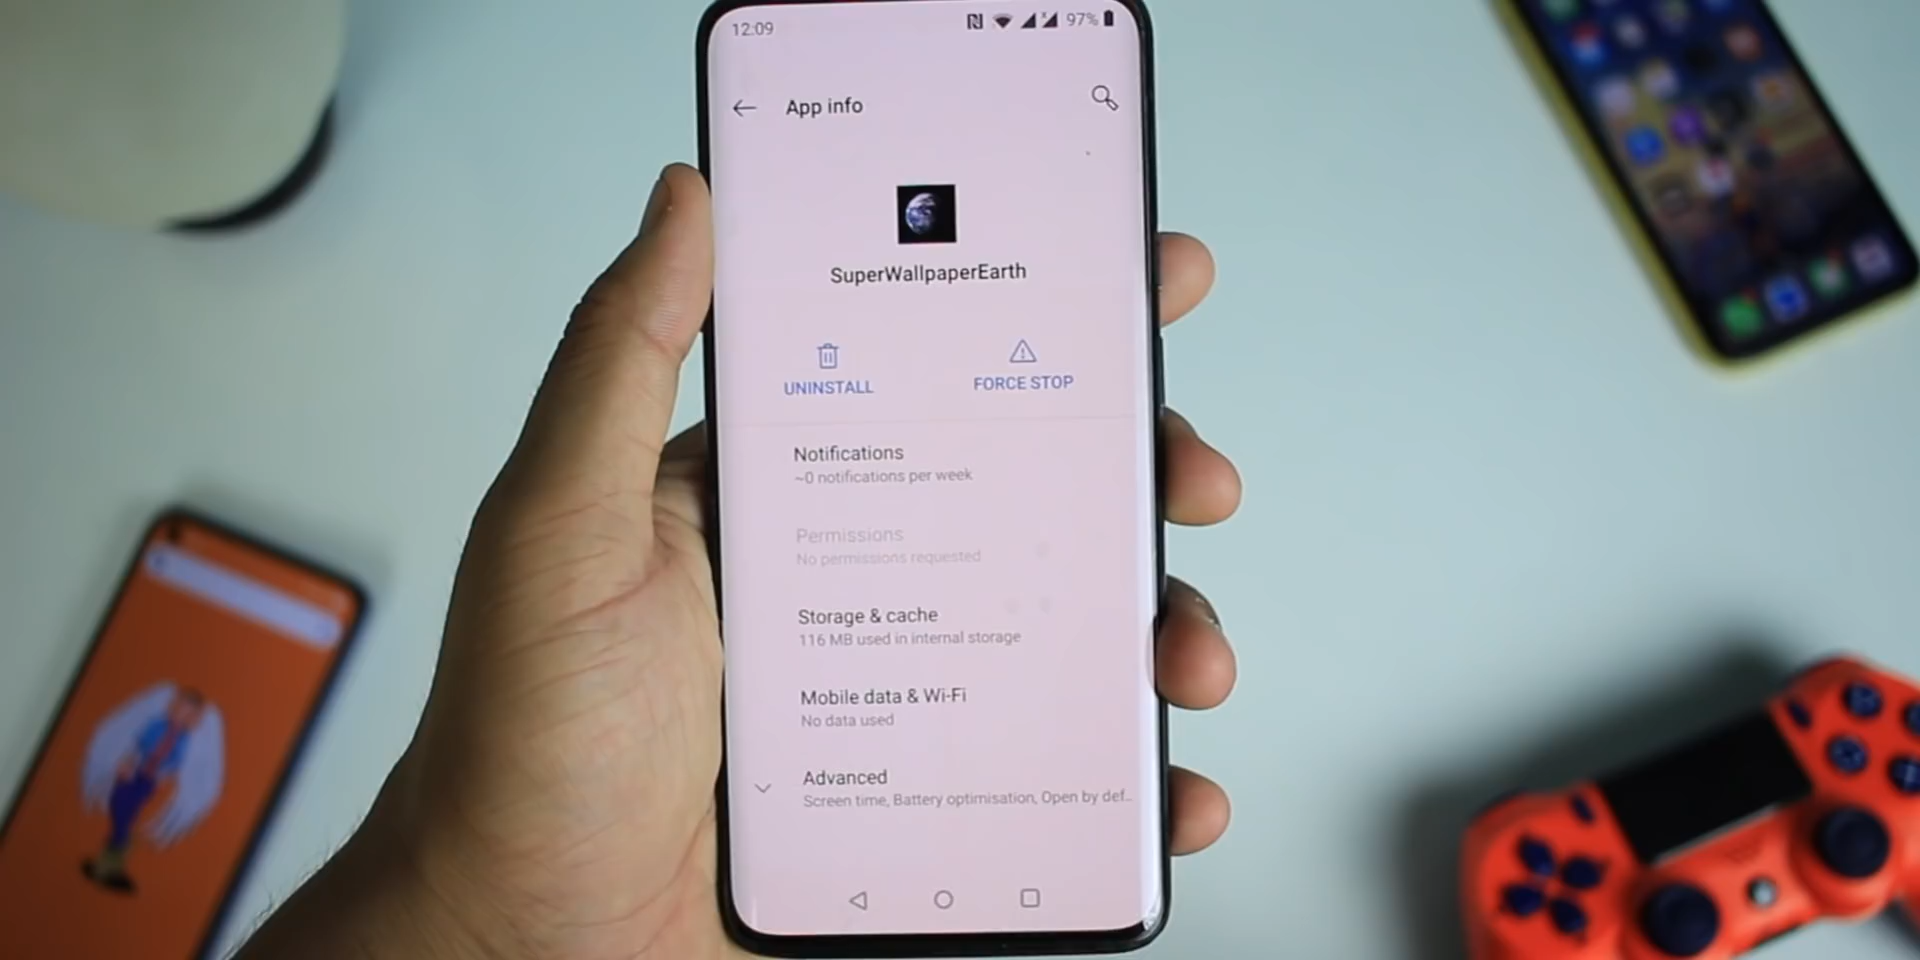 12:09
97%
App info
SuperWallpaperEarth
UNINSTALL
FORCE STOP
Notifications
~0 notifications per week
Permissions
No permissions requested
Storage & cache
116 MB used in internal storage
Mobile data & Wi-Fi
No data used
Advanced
Screen time, Battery optimisation, Open by def..